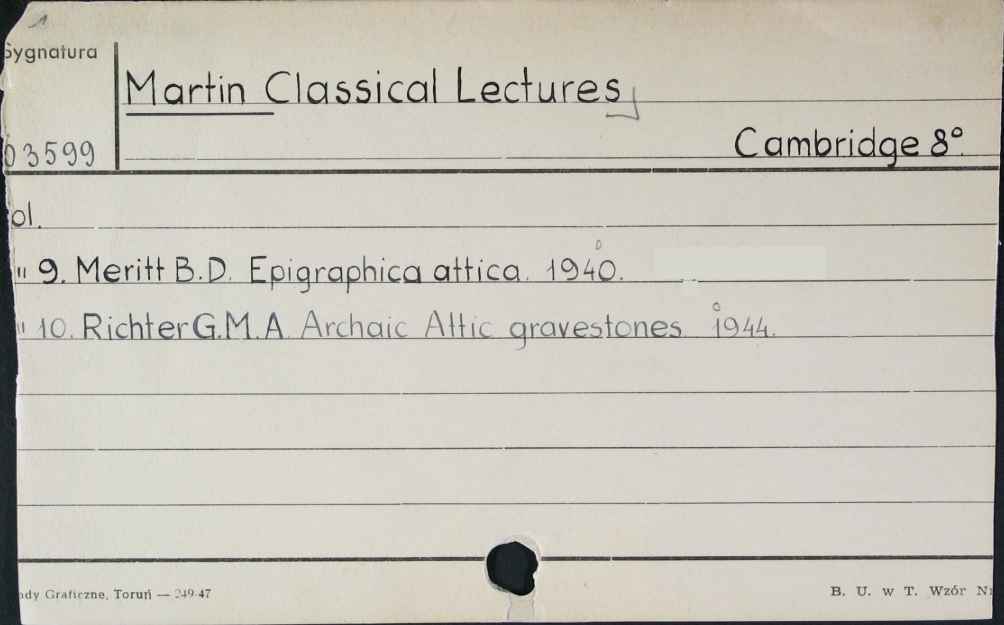 1
Sygnatura
Martin Classical Lectures
03599
Cambridge 8°
ol.
" 9. Meritt B.D. Epigraphica attica. 1940.
" 10. Richter G.M.A. Archaic Attic gravestones 1944.
ady Graficzne, Toruń — 249-47
B. U. w T. Wzór N